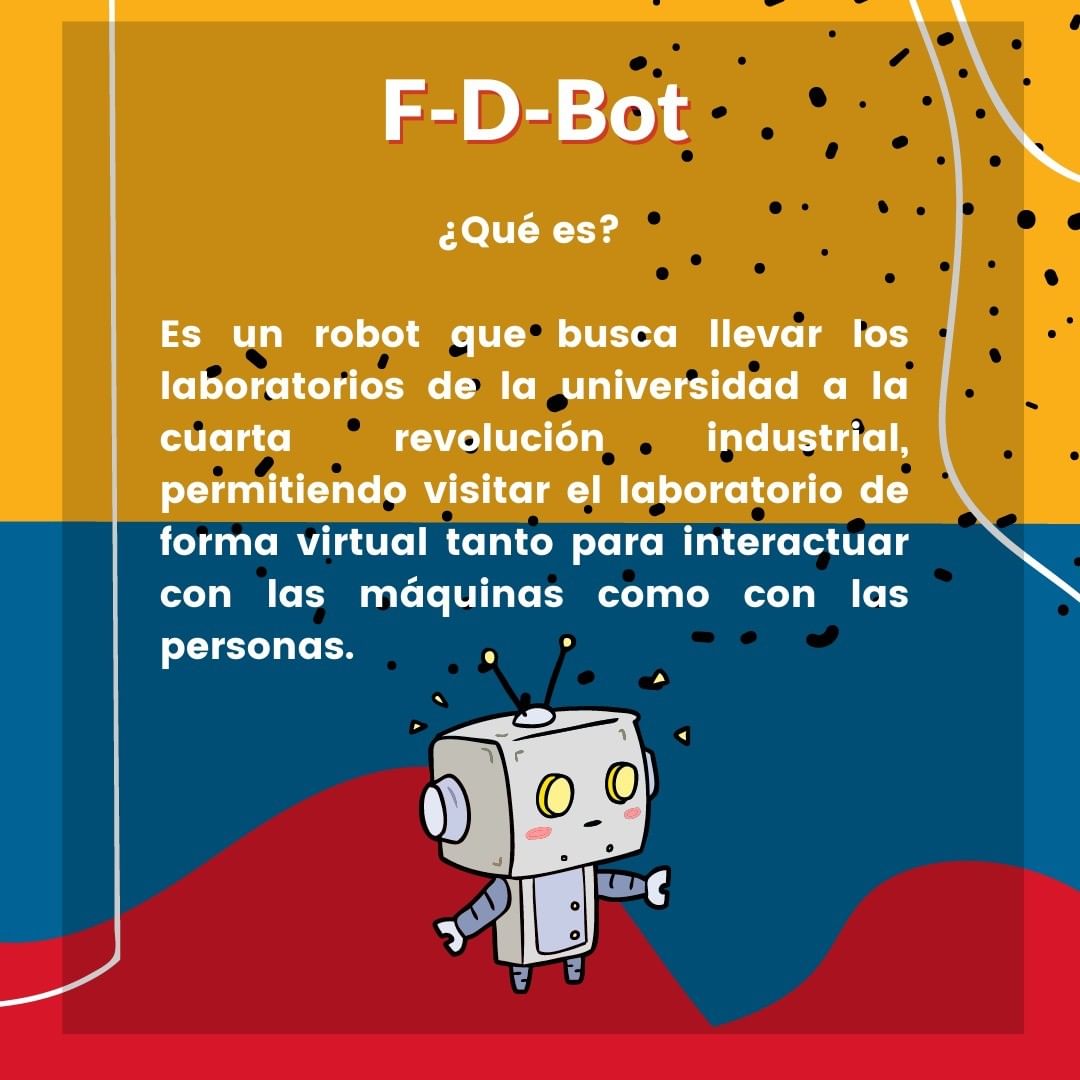 F-D-Bot
¿Qué es?
Es un robot que busca llevar los
laboratorios de la universidad a la
cuarta revolución industrial,
permitiendo visitar el laboratorio de
forma virtual tanto para interactuar
con las máquinas como con las
personas.